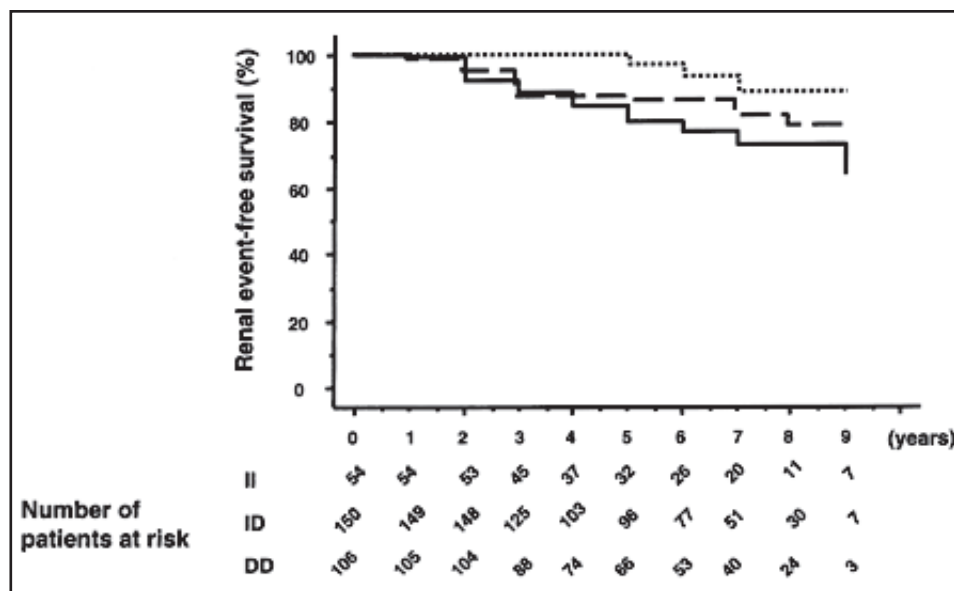 Renal event-free survival (%)
100
80
60
40
20
0
0 1 2 3 4 5 6 7 8 9 (years)
II 54 54 53 45 37 32 26 20 11 7
Number of patients at risk
ID 150 149 148 125 103 96 77 51 30 7
DD 106 105 104 88 74 66 53 40 24 3